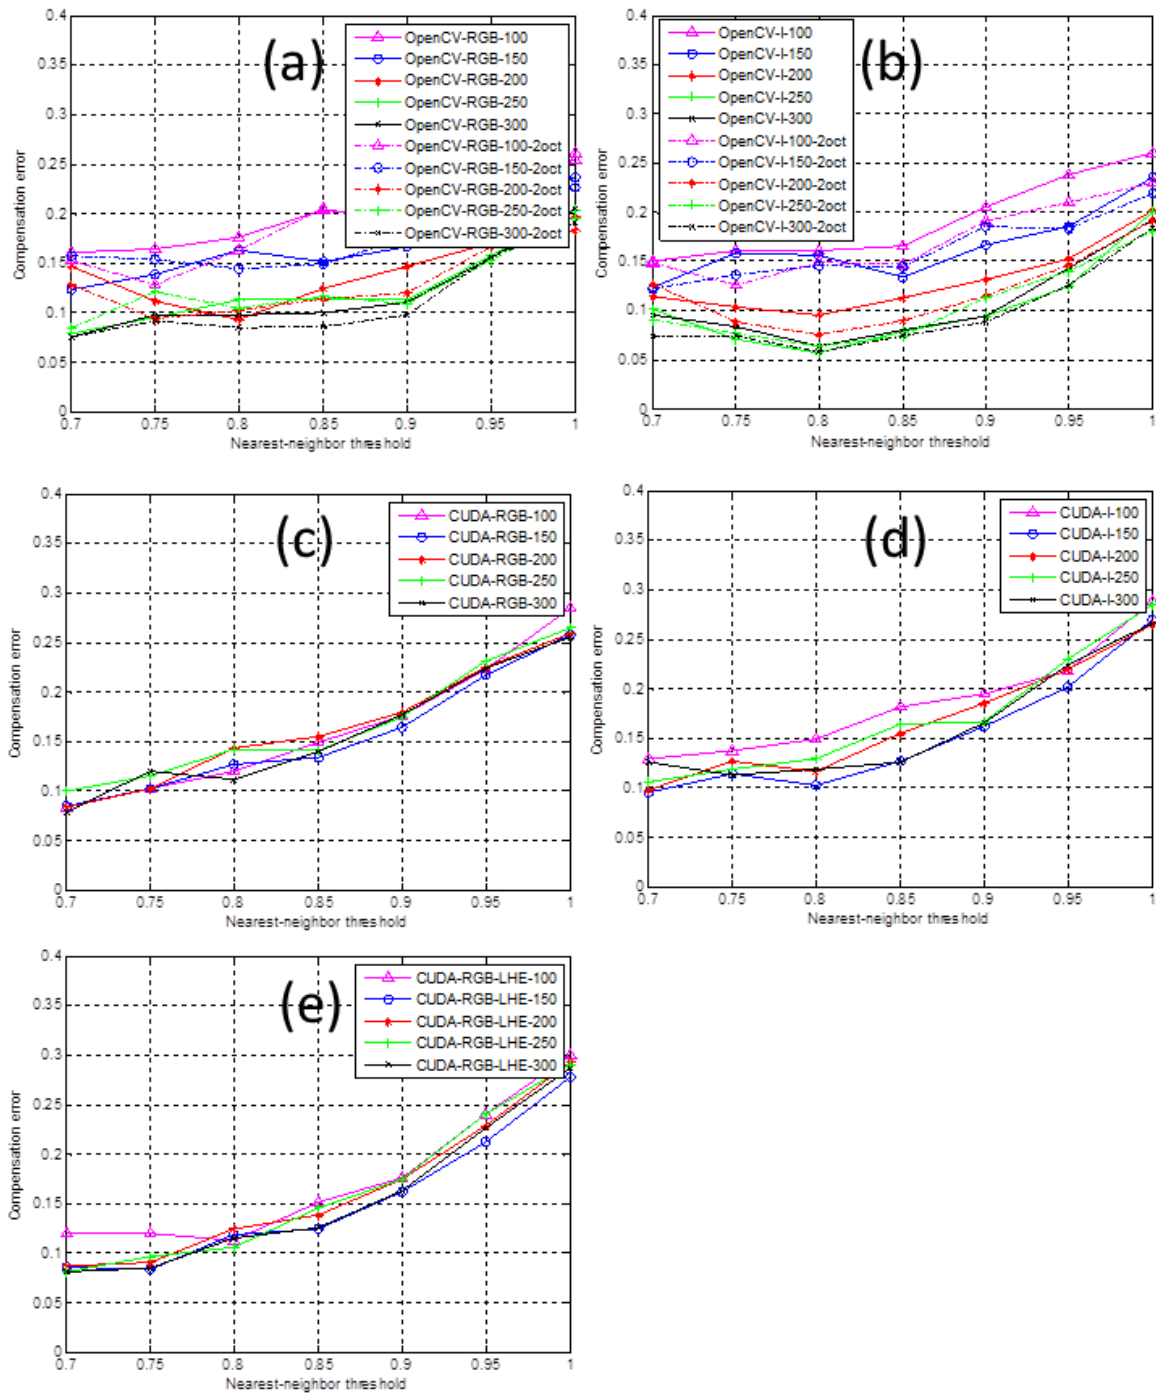 (a)
0.4
0.35
0.3
0.25
0.2
0.15
0.1
0.05
0
Compensation error
0.7 0.75 0.8 0.85 0.9 0.95 1
Nearest-neighbor threshold
OpenCV-RGB-100
OpenCV-RGB-150
OpenCV-RGB-200
OpenCV-RGB-250
OpenCV-RGB-300
OpenCV-RGB-100-2oct
OpenCV-RGB-150-2oct
OpenCV-RGB-200-2oct
OpenCV-RGB-250-2oct
OpenCV-RGB-300-2oct
(b)
0.4
0.35
0.3
0.25
0.2
0.15
0.1
0.05
0
Compensation error
0.7 0.75 0.8 0.85 0.9 0.95 1
Nearest-neighbor threshold
OpenCV-I-100
OpenCV-I-150
OpenCV-I-200
OpenCV-I-250
OpenCV-I-300
OpenCV-I-100-2oct
OpenCV-I-150-2oct
OpenCV-I-200-2oct
OpenCV-I-250-2oct
OpenCV-I-300-2oct
(c)
0.4
0.35
0.3
0.25
0.2
0.15
0.1
0.05
0
Compensation error
0.7 0.75 0.8 0.85 0.9 0.95 1
Nearest-neighbor threshold
CUDA-RGB-100
CUDA-RGB-150
CUDA-RGB-200
CUDA-RGB-250
CUDA-RGB-300
(d)
0.4
0.35
0.3
0.25
0.2
0.15
0.1
0.05
0
Compensation error
0.7 0.75 0.8 0.85 0.9 0.95 1
Nearest-neighbor threshold
CUDA-I-100
CUDA-I-150
CUDA-I-200
CUDA-I-250
CUDA-I-300
(e)
0.4
0.35
0.3
0.25
0.2
0.15
0.1
0.05
0
Compensation error
0.7 0.75 0.8 0.85 0.9 0.95 1
Nearest-neighbor threshold
CUDA-RGB-LHE-100
CUDA-RGB-LHE-150
CUDA-RGB-LHE-200
CUDA-RGB-LHE-250
CUDA-RGB-LHE-300